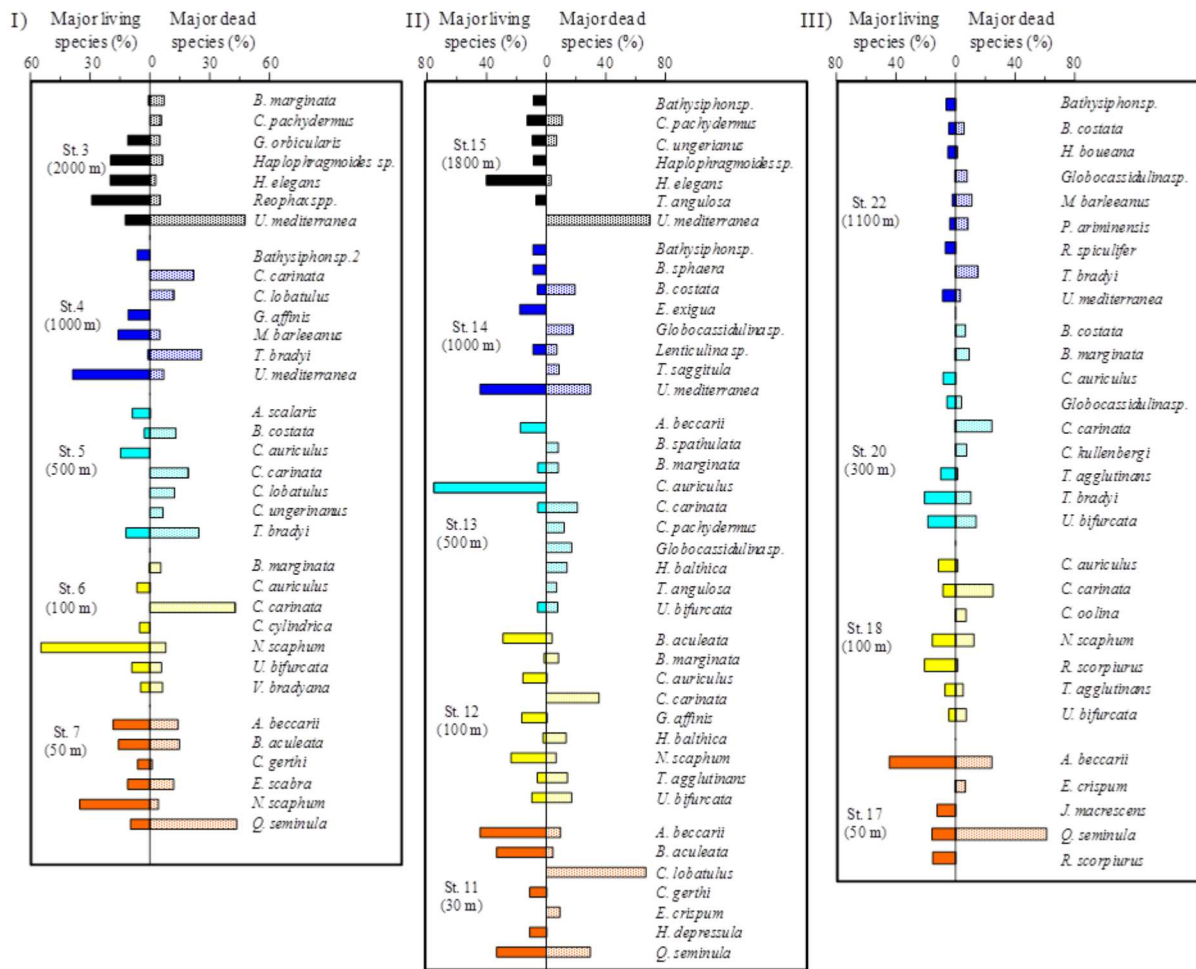 I)
Major living
species (%)
Major dead
species (%)
60 30 0 30 60
St. 3
(2000 m)
B. marginata
C. pachydermus
G. orbicularis
Haplophragmoides sp.
H. elegans
Reophax spp.
U. mediterranea
St.4
(1000 m)
Bathysiphon sp.2
C. carinata
C. lobatulus
G. affinis
M. barleeanus
T. bradyi
U. mediterranea
St. 5
(500 m)
A. scalaris
B. costata
C. auriculus
C. carinata
C. lobatulus
C. ungerinanus
T. bradyi
St. 6
(100 m)
B. marginata
C. auriculus
C. carinata
C. cylindrica
N. scaphum
U. bifurcata
V. bradyana
St. 7
(50 m)
A. beccarii
B. aculeata
C. gerthi
E. scabra
N. scaphum
Q. seminula
II)
Major living
species (%)
Major dead
species (%)
80 40 0 40 80
St.15
(1800 m)
Bathysiphon sp.
C. pachydermus
C. ungerianus
Haplophragmoides sp.
H. elegans
T. angulosa
U. mediterranea
St. 14
(1000 m)
Bathysiphon sp.
B. sphaera
B. costata
E. exigua
Globocassidulina sp.
Lenticulina sp.
T. saggitula
U. mediterranea
St.13
(500 m)
A. beccarii
B. spathulata
B. marginata
C. auriculus
C. carinata
C. pachydermus
Globocassidulina sp.
H. balthica
T. angulosa
U. bifurcata
St. 12
(100 m)
B. aculeata
B. marginata
C. auriculus
C. carinata
G. affinis
H. balthica
N. scaphum
T. agglutinans
U. bifurcata
St. 11
(30 m)
A. beccarii
B. aculeata
C. lobatulus
C. gerthi
E. crispum
H. depressula
Q. seminula
III)
Major living
species (%)
Major dead
species (%)
80 40 0 40 80
St. 22
(1100 m)
Bathysiphon sp.
B. costata
H. boueana
Globocassidulina sp.
M. barleeanus
P. ariminensis
R. spiculifer
T. bradyi
U. mediterranea
St. 20
(300 m)
B. costata
B. marginata
C. auriculus
Globocassidulina sp.
C. carinata
C. kullenbergi
T. agglutinans
T. bradyi
U. bifurcata
St. 18
(100 m)
C. auriculus
C. carinata
C. oolina
N. scaphum
R. scorpiurus
T. agglutinans
U. bifurcata
St. 17
(50 m)
A. beccarii
E. crispum
J. macrescens
Q. seminula
R. scorpiurus